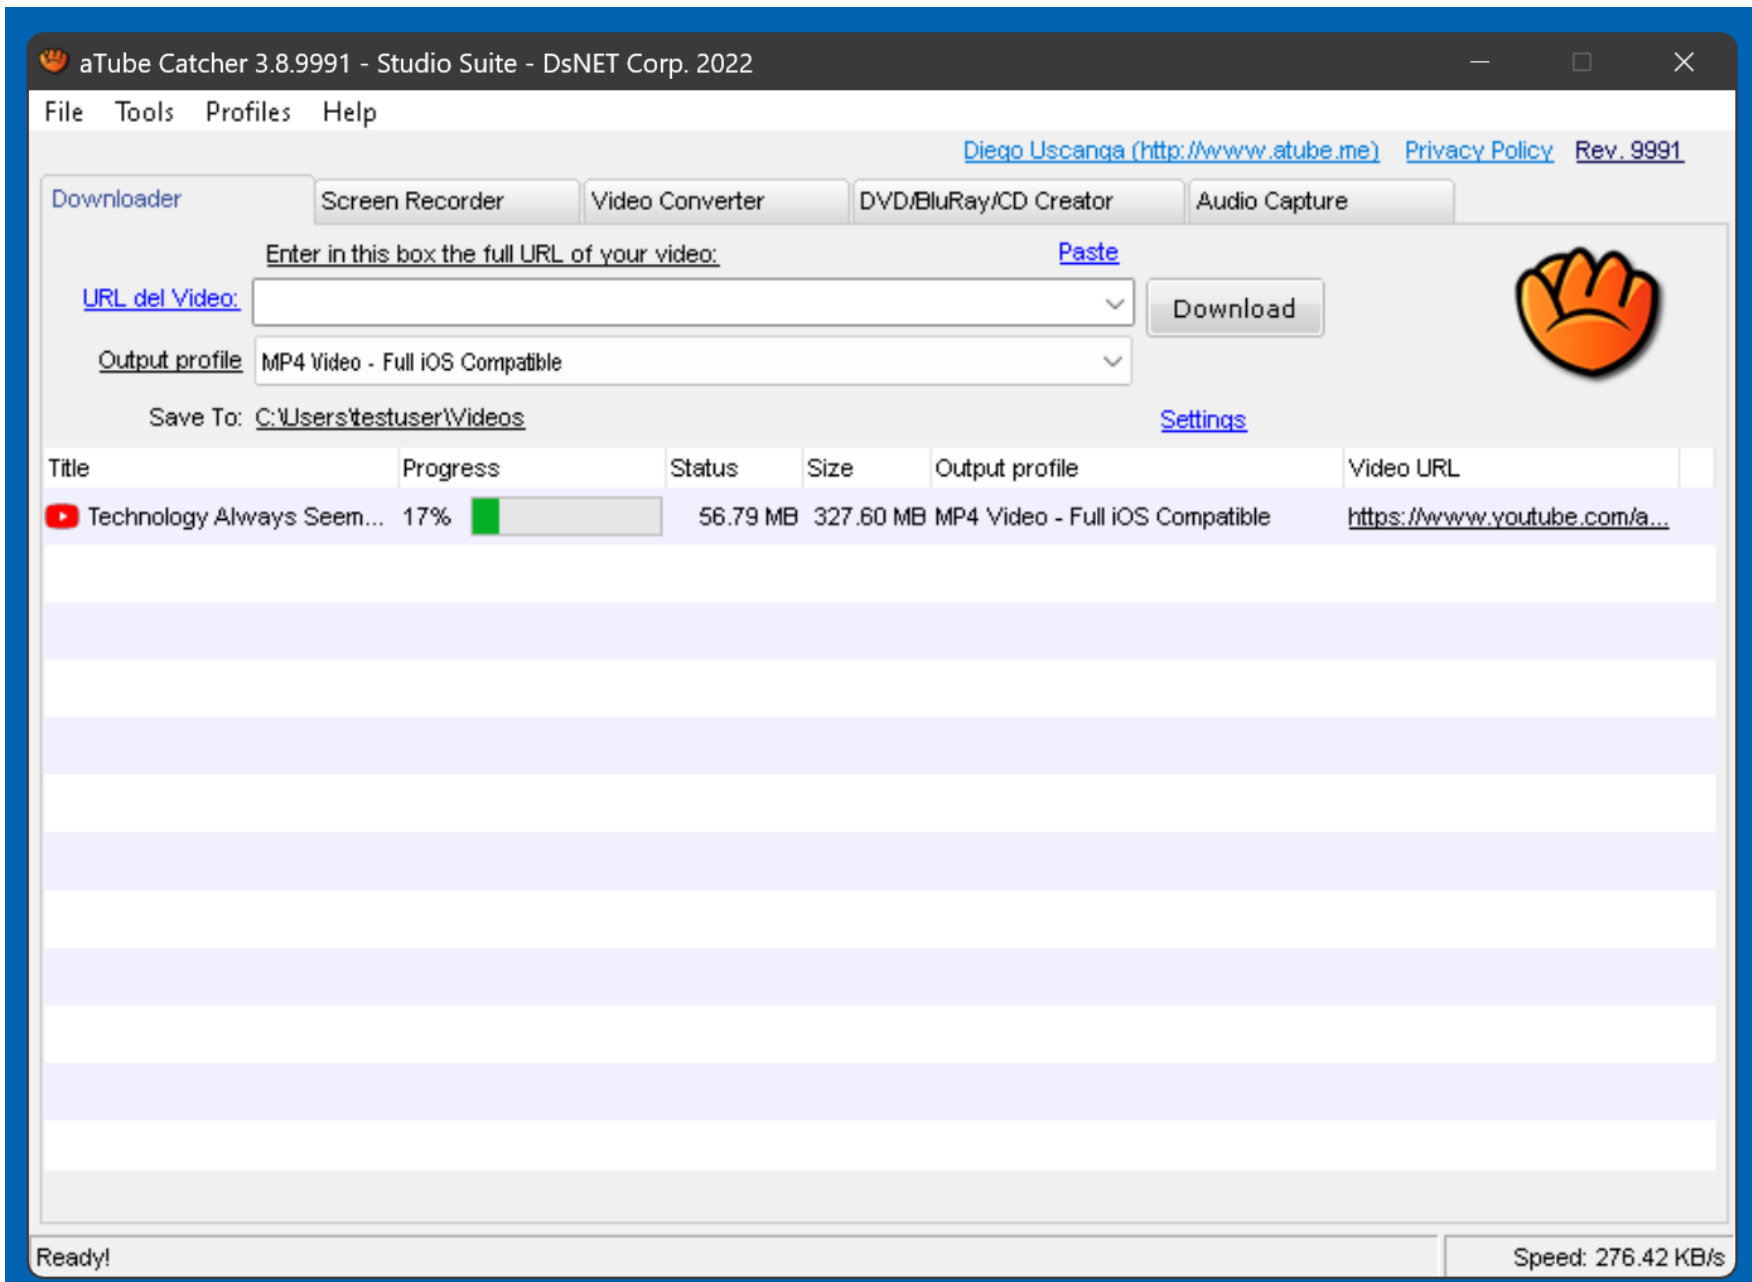 aTube Catcher 3.8.9991 - Studio Suite - DsNET Corp. 2022
File Tools Profiles Help
Diego Uscanga (http://www.atube.me) Privacy Policy Rev. 9991
Downloader Screen Recorder Video Converter DVD/BluRay/CD Creator Audio Capture
Enter in this box the full URL of your video: Paste
URL del Video: Download
Output profile MP4 Video - Full iOS Compatible
Save To: C:\Users\testuser\Videos Settings
Title Progress Status Size Output profile Video URL
Technology Always Seem... 17% 56.79 MB 327.60 MB MP4 Video - Full iOS Compatible https://www.youtube.com/a...
Ready! Speed: 276.42 KB/s